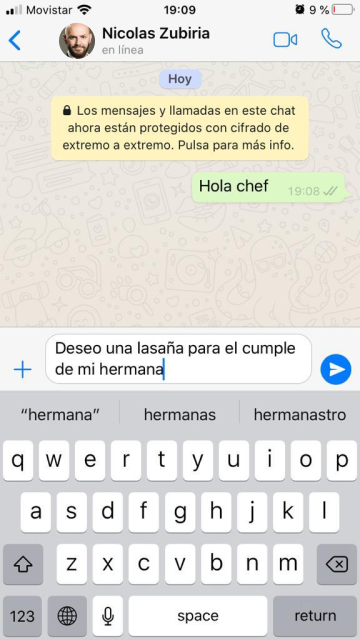 Movistar 19:09 9 %
Nicolas Zubiria
en línea
Hoy
Los mensajes y llamadas en este chat
ahora están protegidos con cifrado de
extremo a extremo. Pulsa para más info.
Hola chef 19:08
Deseo una lasaña para el cumple
de mi hermana
“hermana” hermanas hermanastro
q w e r t y u i o p
a s d f g h j k l
z x c v b n m
123 space return